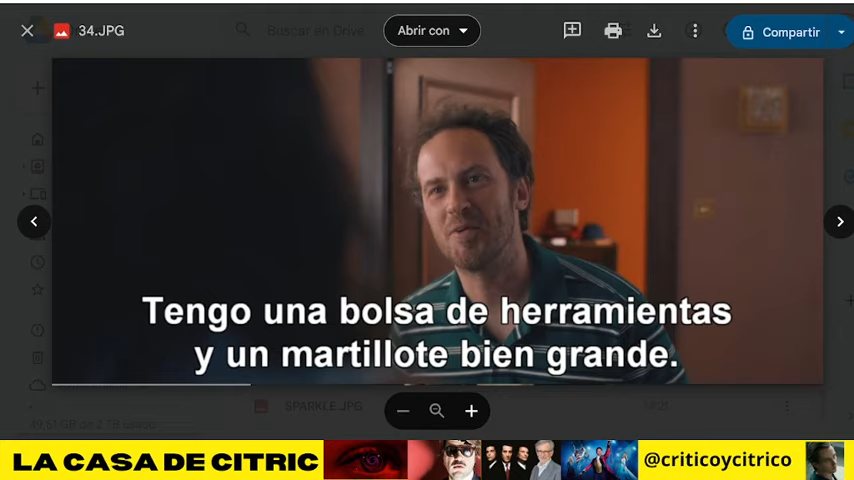 34.JPG
Buscar en Drive
Abrir con
Compartir
Tengo una bolsa de herramientas
y un martillote bien grande.
SPARKLE.JPG
LA CASA DE CITRIC
@criticoycitrico